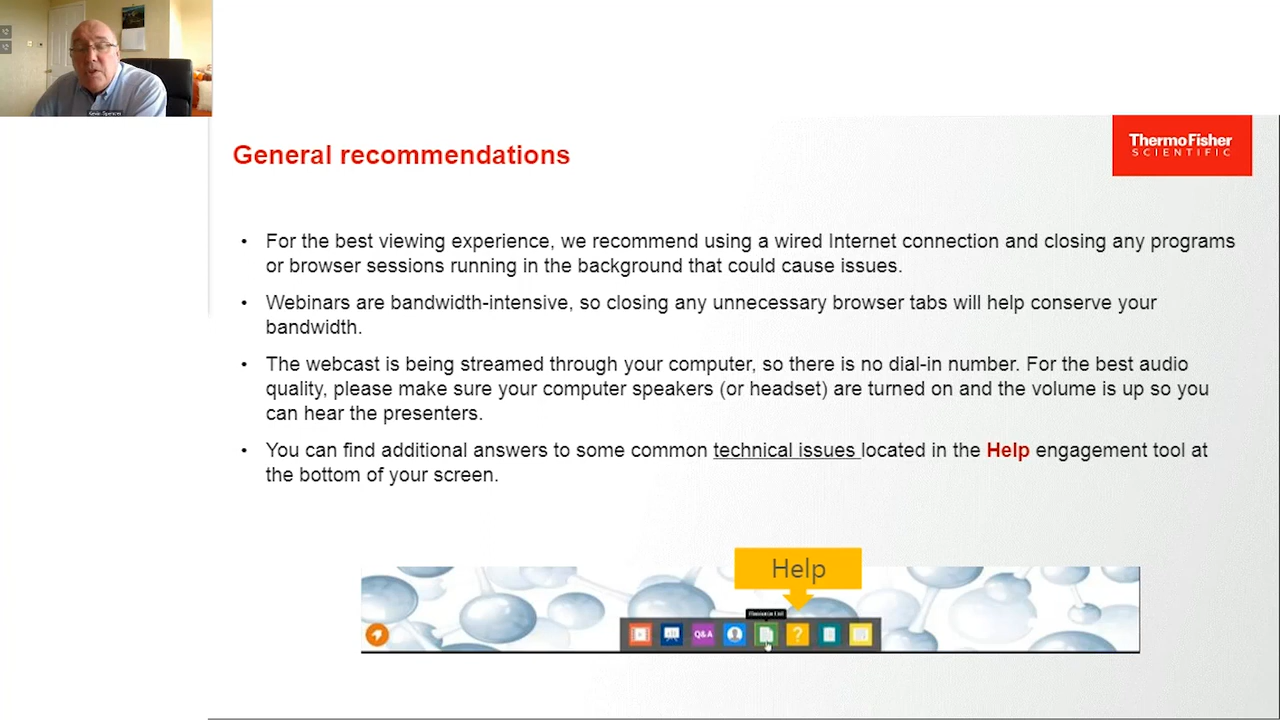 Kevin Spencer
General recommendations
ThermoFisher
SCIENTIFIC
• For the best viewing experience, we recommend using a wired Internet connection and closing any programs
or browser sessions running in the background that could cause issues.
• Webinars are bandwidth-intensive, so closing any unnecessary browser tabs will help conserve your
bandwidth.
• The webcast is being streamed through your computer, so there is no dial-in number. For the best audio
quality, please make sure your computer speakers (or headset) are turned on and the volume is up so you
can hear the presenters.
• You can find additional answers to some common technical issues located in the Help engagement tool at
the bottom of your screen.
Help
Resource List
Q&A
?